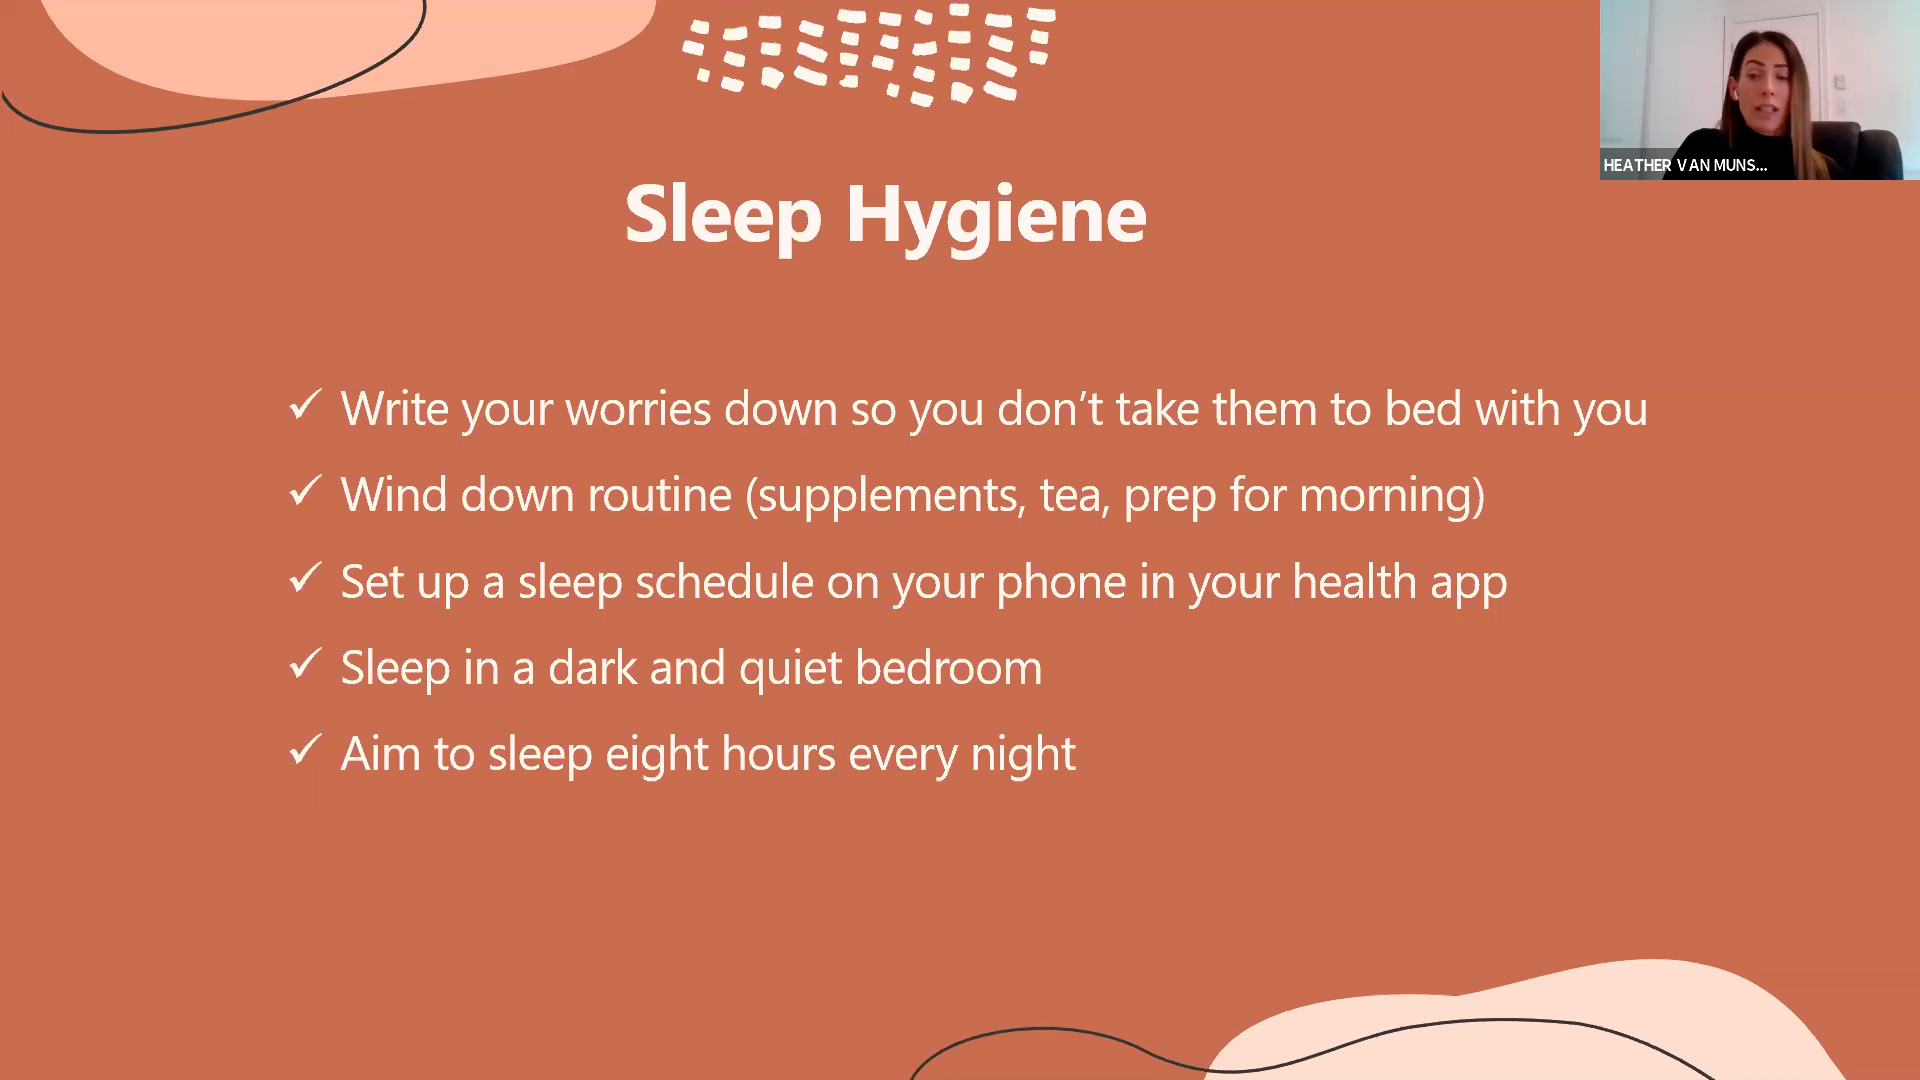 HEATHER VAN MUNS...
Sleep Hygiene
✓ Write your worries down so you don’t take them to bed with you
✓ Wind down routine (supplements, tea, prep for morning)
✓ Set up a sleep schedule on your phone in your health app
✓ Sleep in a dark and quiet bedroom
✓ Aim to sleep eight hours every night